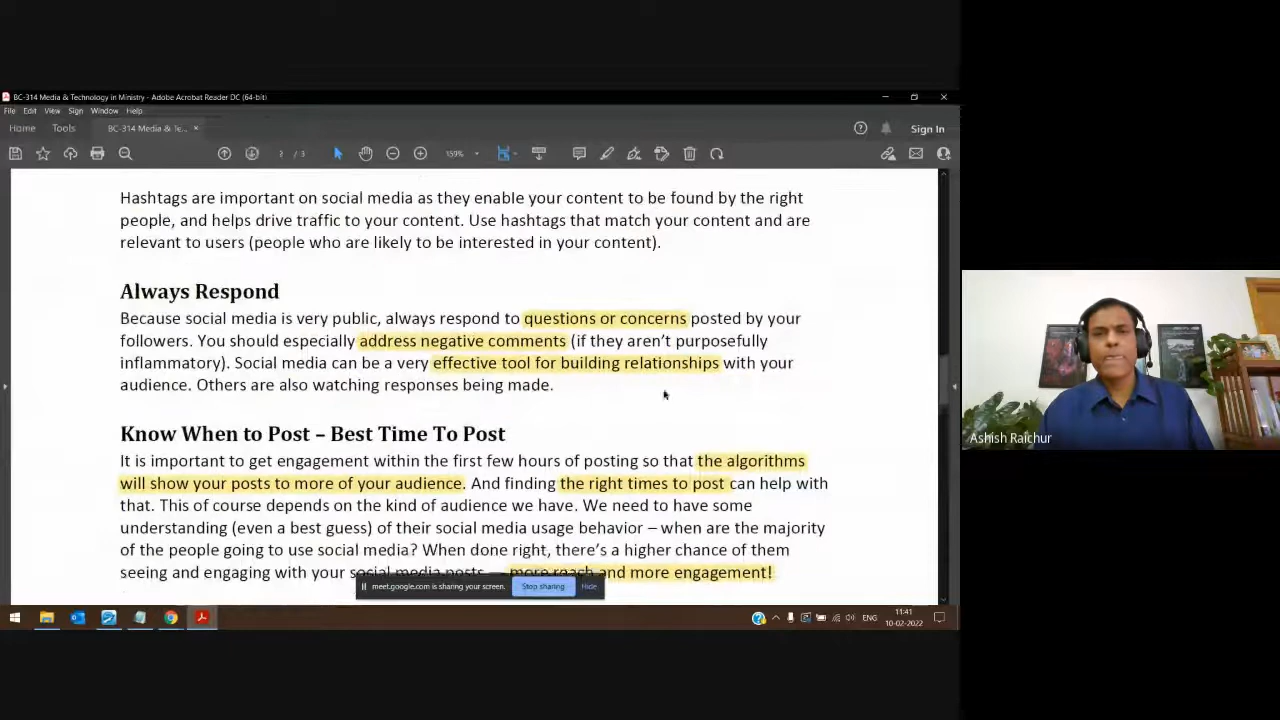 BC-314 Media & Technology in Ministry - Adobe Acrobat Reader DC (64-bit)
File Edit View Sign Window Help
Home Tools BC-314 Media & Te... × Sign In
2 / 3 159%
Hashtags are important on social media as they enable your content to be found by the right
people, and helps drive traffic to your content. Use hashtags that match your content and are
relevant to users (people who are likely to be interested in your content).
Always Respond
Because social media is very public, always respond to questions or concerns posted by your
followers. You should especially address negative comments (if they aren't purposefully
inflammatory). Social media can be a very effective tool for building relationships with your
audience. Others are also watching responses being made.
Know When to Post – Best Time To Post
It is important to get engagement within the first few hours of posting so that the algorithms
will show your posts to more of your audience. And finding the right times to post can help with
that. This of course depends on the kind of audience we have. We need to have some
understanding (even a best guess) of their social media usage behavior – when are the majority
of the people going to use social media? When done right, there's a higher chance of them
seeing and engaging with your social media posts — more reach and more engagement!
meet.google.com is sharing your screen. Stop sharing Hide
ENG 11:41
10-02-2022
Ashish Raichur